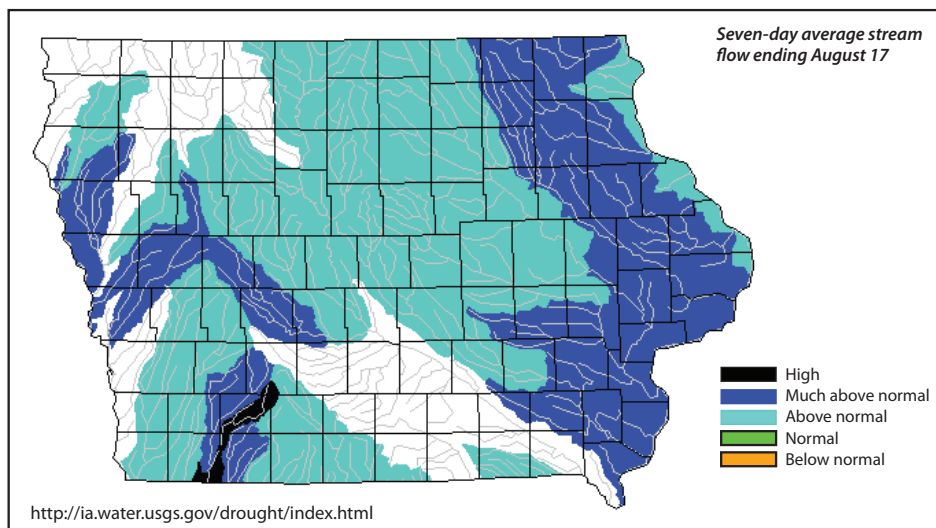 Seven-day average stream
flow ending August 17
High
Much above normal
Above normal
Normal
Below normal
http://ia.water.usgs.gov/drought/index.html